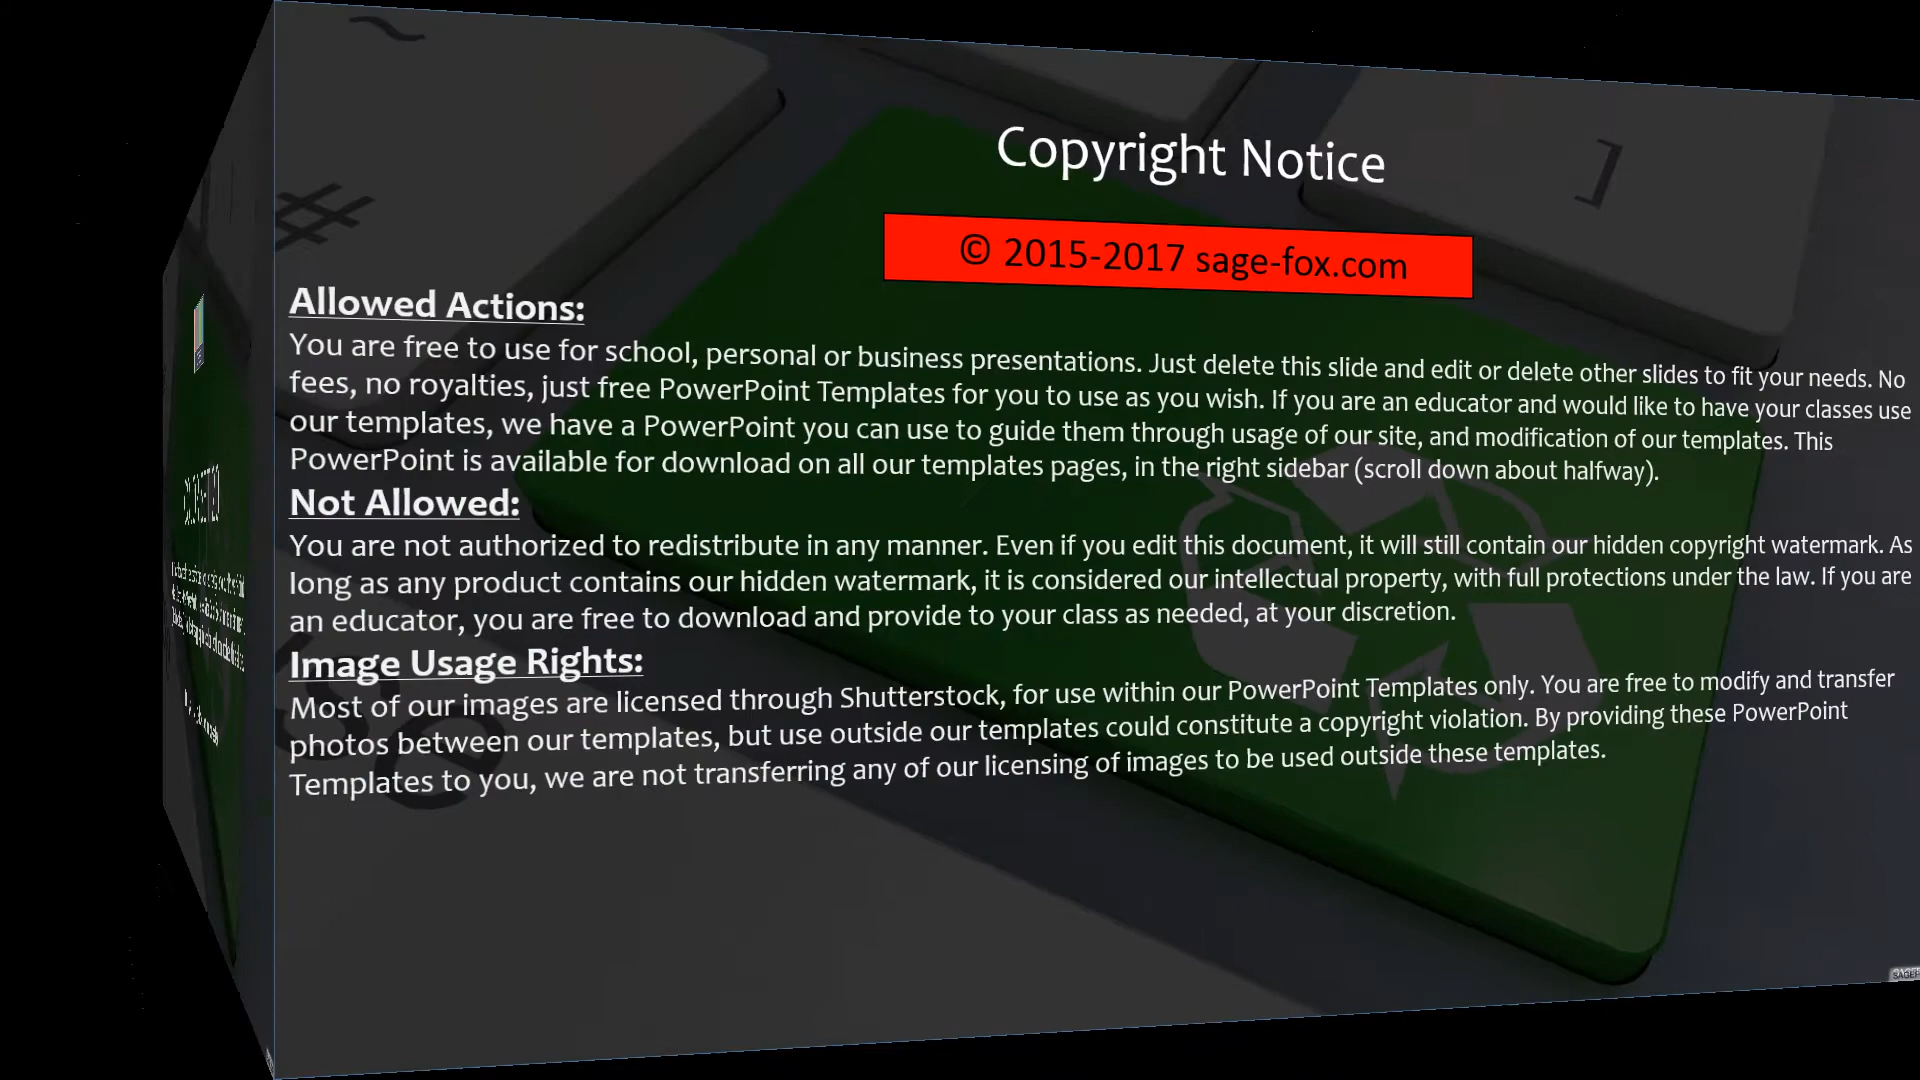 Copyright Notice
© 2015-2017 sage-fox.com
Allowed Actions:
You are free to use for school, personal or business presentations. Just delete this slide and edit or delete other slides to fit your needs. No
fees, no royalties, just free PowerPoint Templates for you to use as you wish. If you are an educator and would like to have your classes use
our templates, we have a PowerPoint you can use to guide them through usage of our site, and modification of our templates. This
PowerPoint is available for download on all our templates pages, in the right sidebar (scroll down about halfway).
Not Allowed:
You are not authorized to redistribute in any manner. Even if you edit this document, it will still contain our hidden copyright watermark. As
long as any product contains our hidden watermark, it is considered our intellectual property, with full protections under the law. If you are
an educator, you are free to download and provide to your class as needed, at your discretion.
Image Usage Rights:
Most of our images are licensed through Shutterstock, for use within our PowerPoint Templates only. You are free to modify and transfer
photos between our templates, but use outside our templates could constitute a copyright violation. By providing these PowerPoint
Templates to you, we are not transferring any of our licensing of images to be used outside these templates.
~
#
]